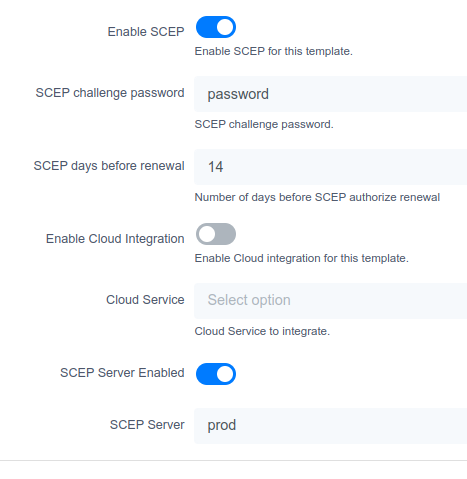 Enable SCEP
Enable SCEP for this template.
SCEP challenge password password
SCEP challenge password.
SCEP days before renewal 14
Number of days before SCEP authorize renewal
Enable Cloud Integration
Enable Cloud integration for this template.
Cloud Service Select option
Cloud Service to integrate.
SCEP Server Enabled
SCEP Server prod